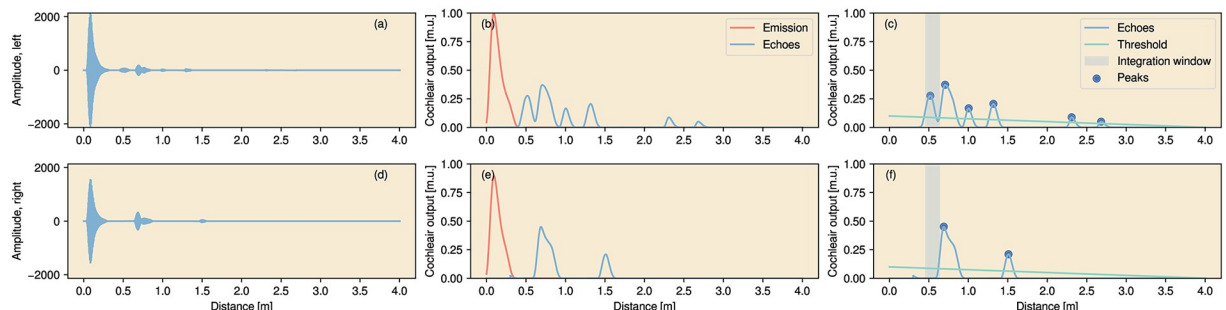 (a)
Amplitude, left
2000
0
−2000
0.0 0.5 1.0 1.5 2.0 2.5 3.0 3.5 4.0
(b)
Cochleair output [m.u.]
1.00
0.75
0.50
0.25
0.00
Emission
Echoes
0.0 0.5 1.0 1.5 2.0 2.5 3.0 3.5 4.0
(c)
Cochleair output [m.u.]
1.00
0.75
0.50
0.25
0.00
Echoes
Threshold
Integration window
Peaks
0.0 0.5 1.0 1.5 2.0 2.5 3.0 3.5 4.0
(d)
Amplitude, right
2000
0
−2000
0.0 0.5 1.0 1.5 2.0 2.5 3.0 3.5 4.0
Distance [m]
(e)
Cochleair output [m.u.]
1.00
0.75
0.50
0.25
0.00
0.0 0.5 1.0 1.5 2.0 2.5 3.0 3.5 4.0
Distance [m]
(f)
Cochleair output [m.u.]
1.00
0.75
0.50
0.25
0.00
0.0 0.5 1.0 1.5 2.0 2.5 3.0 3.5 4.0
Distance [m]